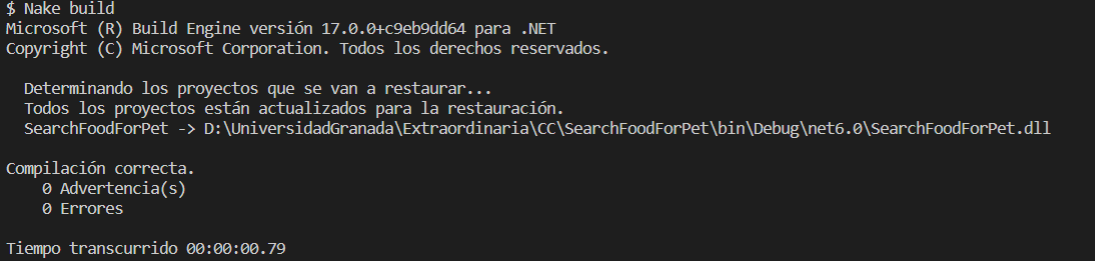 $ Nake build
Microsoft (R) Build Engine versión 17.0.0+c9eb9dd64 para .NET
Copyright (C) Microsoft Corporation. Todos los derechos reservados.
Determinando los proyectos que se van a restaurar...
Todos los proyectos están actualizados para la restauración.
SearchFoodForPet -> D:\UniversidadGranada\Extraordinaria\CC\SearchFoodForPet\bin\Debug\net6.0\SearchFoodForPet.dll
Compilación correcta.
0 Advertencia(s)
0 Errores
Tiempo transcurrido 00:00:00.79